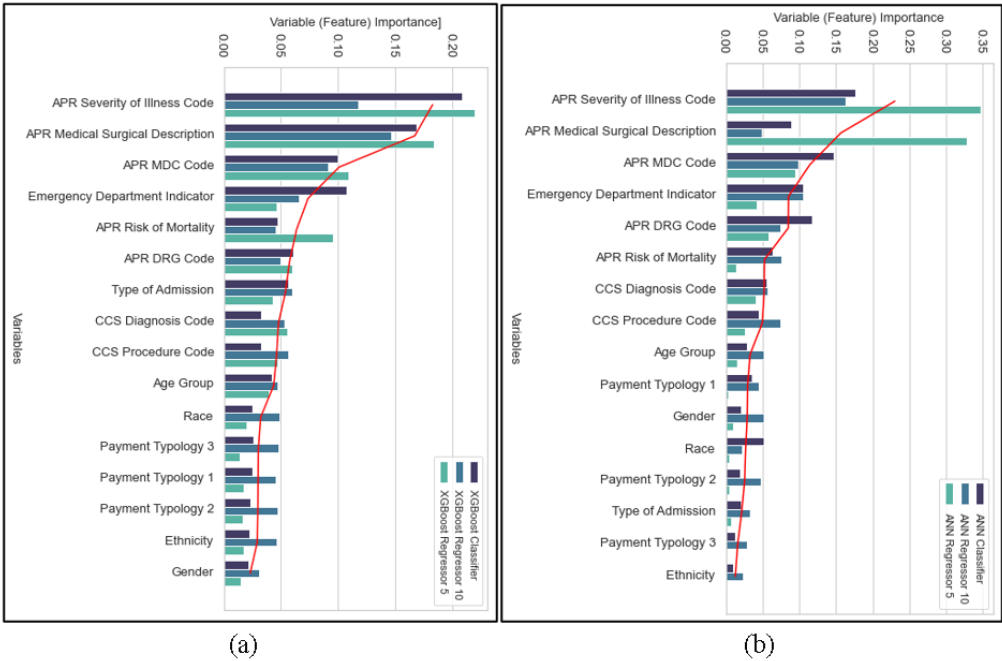 Variable (Feature) Importance]
0.00
0.05
0.10
0.15
0.20
APR Severity of Illness Code
APR Medical Surgical Description
APR MDC Code
Emergency Department Indicator
APR Risk of Mortality
APR DRG Code
Type of Admission
CCS Diagnosis Code
CCS Procedure Code
Age Group
Race
Payment Typology 3
Payment Typology 1
Payment Typology 2
Ethnicity
Gender
Variables
XGBoost Classifier
XGBoost Regressor 10
XGBoost Regressor 5
(a)
Variable (Feature) Importance
0.00
0.05
0.10
0.15
0.20
0.25
0.30
0.35
APR Severity of Illness Code
APR Medical Surgical Description
APR MDC Code
Emergency Department Indicator
APR DRG Code
APR Risk of Mortality
CCS Diagnosis Code
CCS Procedure Code
Age Group
Payment Typology 1
Gender
Race
Payment Typology 2
Type of Admission
Payment Typology 3
Ethnicity
Variables
ANN Classifier
ANN Regressor 10
ANN Regressor 5
(b)